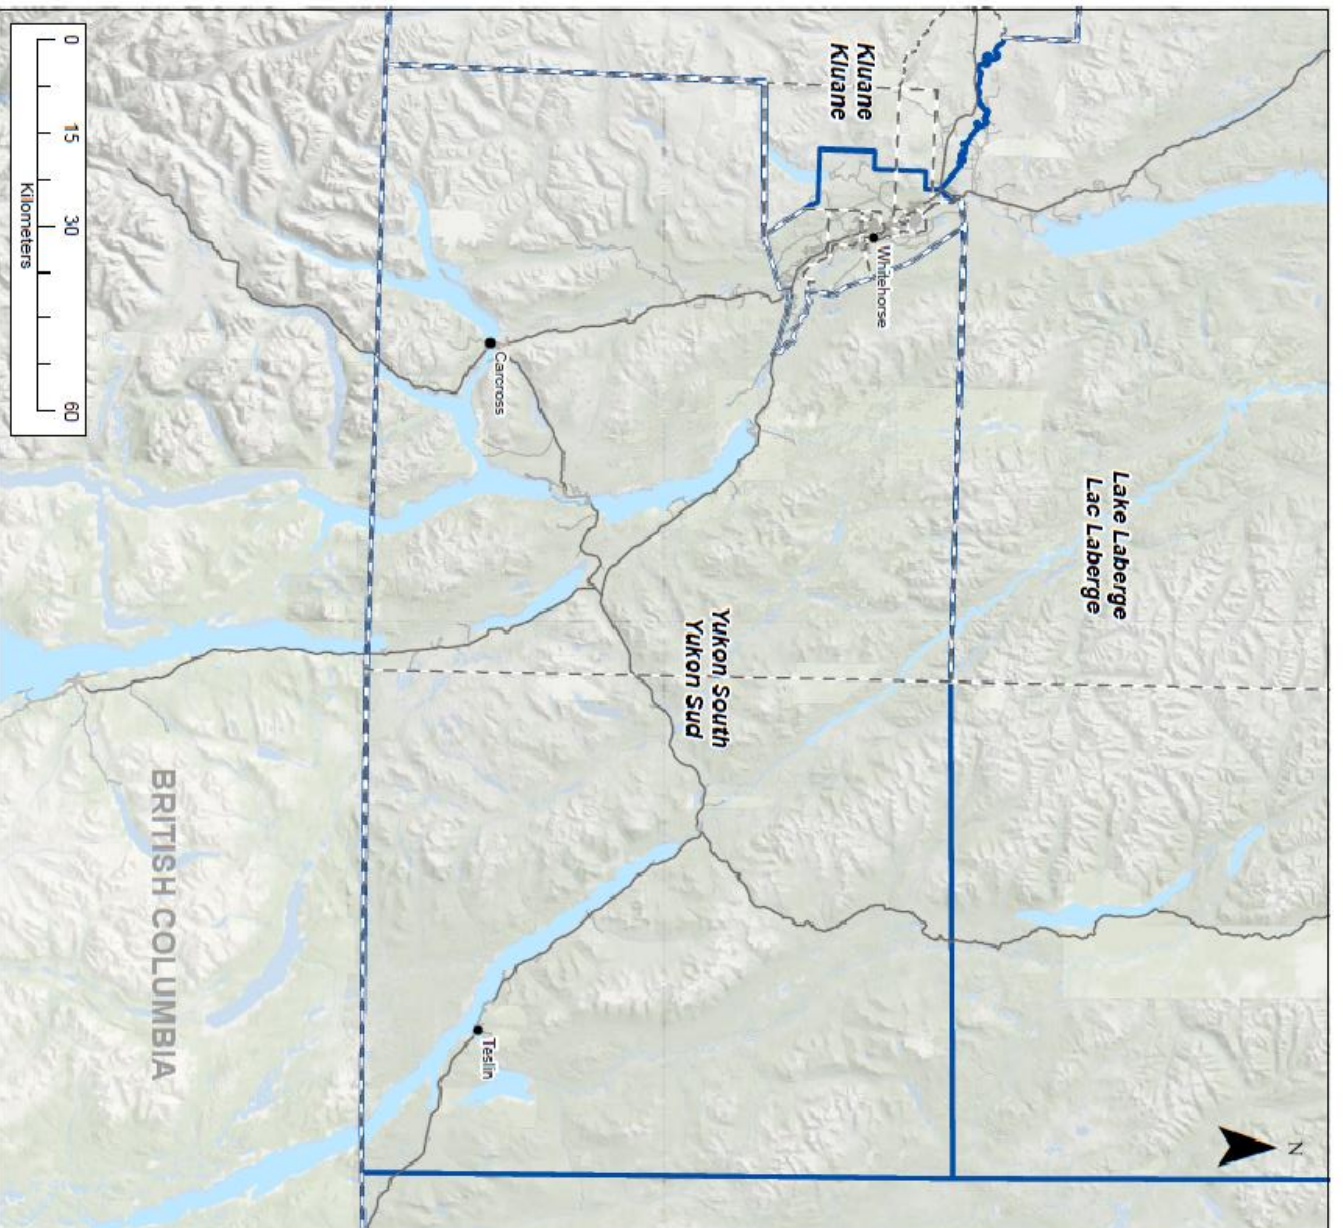 Kluane
Kluane
Whitehorse
Lake Laberge
Lac Laberge
Carcross
Yukon South
Yukon Sud
Teslin
BRITISH COLUMBIA
N
0 15 30 60
Kilometers